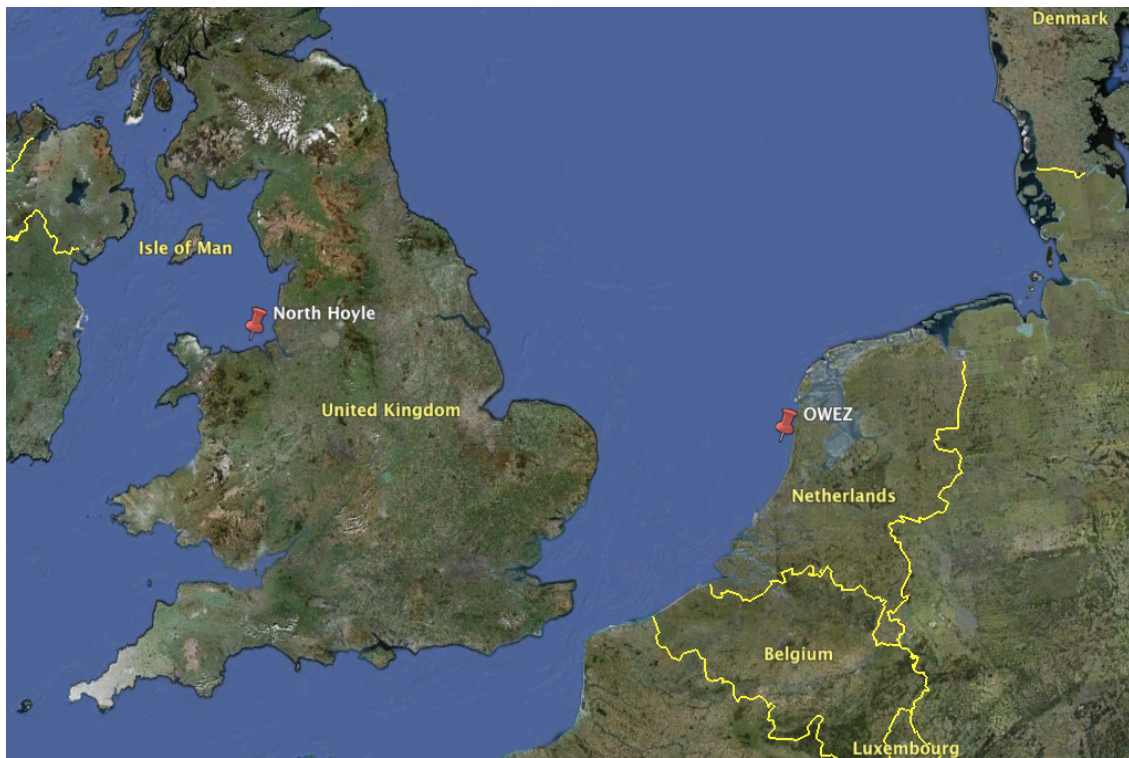 Denmark
Isle of Man
North Hoyle
United Kingdom
OWEZ
Netherlands
Belgium
Luxembourg